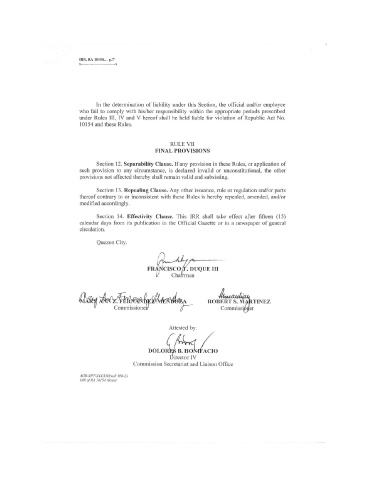 IRR, RA 10154... p.7
In the determination of liability under this Section, the official and/or employee
who fail to comply with his/her responsibility within the appropriate periods prescribed
under Rules III, IV and V hereof shall be held liable for violation of Republic Act No.
10154 and these Rules.
RULE VII
FINAL PROVISIONS
Section 12. Separability Clause. If any provision in these Rules, or application of
such provision to any circumstance, is declared invalid or unconstitutional, the other
provisions not affected thereby shall remain valid and subsisting.
Section 13. Repealing Clause. Any other issuance, rule or regulation and/or parts
thereof contrary to or inconsistent with these Rules is hereby repealed, amended, and/or
modified accordingly.
Section 14. Effectivity Clause. This IRR shall take effect after fifteen (15)
calendar days from its publication in the Official Gazette or in a newspaper of general
circulation.
Quezon City.
FRANCISCO T. DUQUE III
Chairman
MARY ANN Z. FERNANDEZ-MENDOZA ROBERT S. MARTINEZ
Commissioner Commissioner
Attested by:
DOLORES B. BONIFACIO
Director IV
Commission Secretariat and Liaison Office